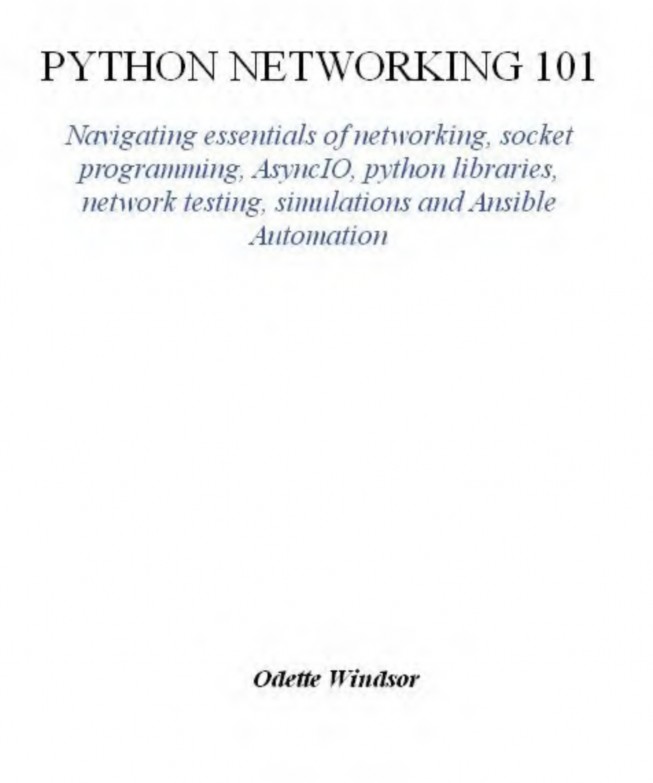 PYTHON NETWORKING 101
Navigating essentials of networking, socket
programming, AsyncIO, python libraries,
network testing, simulations and Ansible
Automation
Odette Windsor